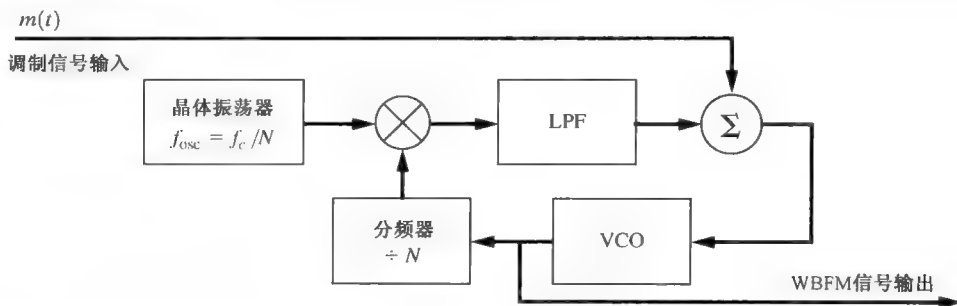 m(t)
调制信号输入
晶体振荡器
f_osc = f_c/N
LPF
Σ
分频器
÷ N
VCO
WBFM信号输出